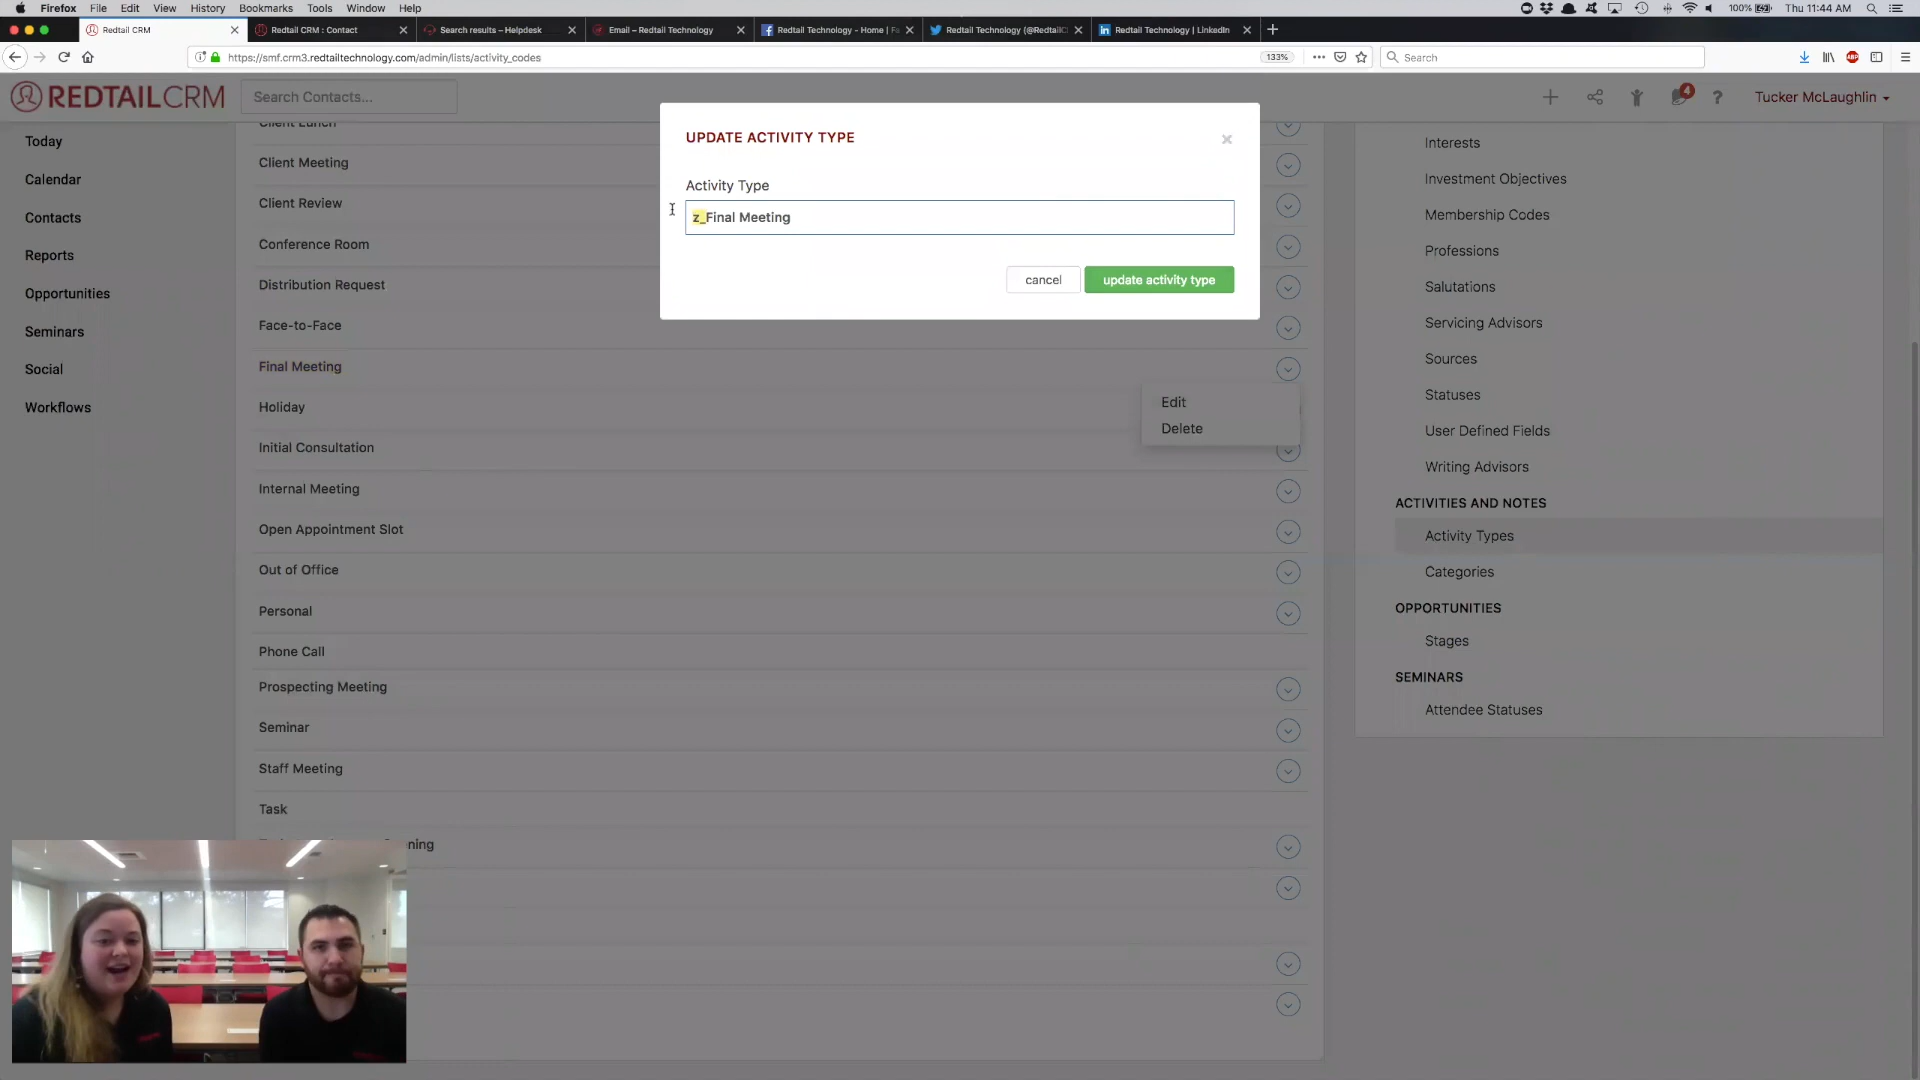 Firefox File Edit View History Bookmarks Tools Window Help 100% Thu 11:44 AM
Redtail CRM Redtail CRM : Contact Search results – Helpdesk Email – Redtail Technology Redtail Technology - Home | Fa Redtail Technology (@RedtailC Redtail Technology | LinkedIn
https://smf.crm3.redtailtechnology.com/admin/lists/activity_codes 133% Search
REDTAILCRM Search Contacts... 4 ? Tucker McLaughlin
Today
Calendar
Contacts
Reports
Opportunities
Seminars
Social
Workflows
UPDATE ACTIVITY TYPE
Activity Type
z_Final Meeting
cancel update activity type
Client Lunch
Client Meeting
Client Review
Conference Room
Distribution Request
Face-to-Face
Final Meeting
Holiday
Initial Consultation
Internal Meeting
Open Appointment Slot
Out of Office
Personal
Phone Call
Prospecting Meeting
Seminar
Staff Meeting
Task
Edit
Delete
Interests
Investment Objectives
Membership Codes
Professions
Salutations
Servicing Advisors
Sources
Statuses
User Defined Fields
Writing Advisors
ACTIVITIES AND NOTES
Activity Types
Categories
OPPORTUNITIES
Stages
SEMINARS
Attendee Statuses